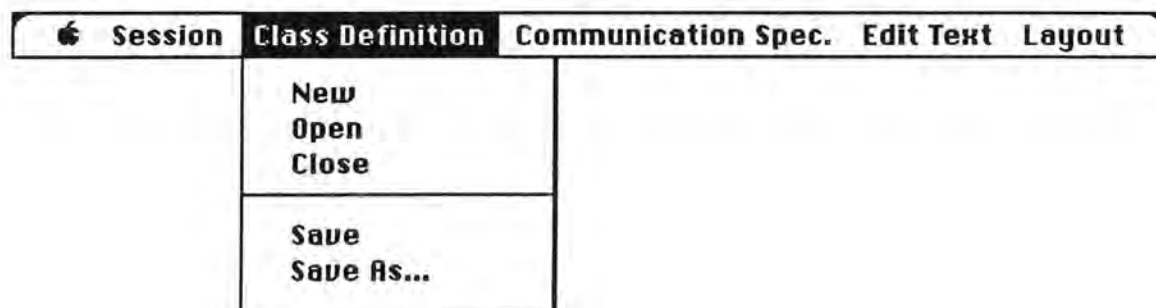 Session Class Definition Communication Spec. Edit Text Layout
New
Open
Close
Save
Save As...